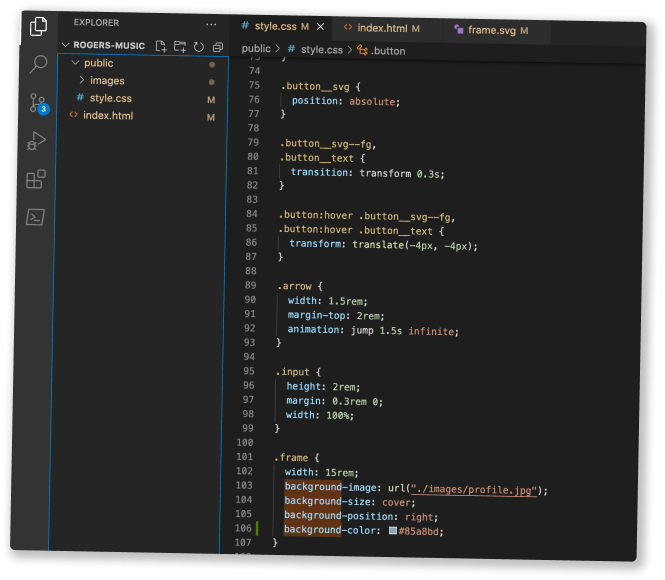 EXPLORER ...
ROGERS-MUSIC
public
images
style.css M
index.html M
3
style.css M index.html M frame.svg M
public > style.css > .button
73 }
74
75 .button__svg {
76 position: absolute;
77 }
78
79 .button__svg--fg,
80 .button__text {
81 transition: transform 0.3s;
82 }
83
84 .button:hover .button__svg--fg,
85 .button:hover .button__text {
86 transform: translate(-4px, -4px);
87 }
88
89 .arrow {
90 width: 1.5rem;
91 margin-top: 2rem;
92 animation: jump 1.5s infinite;
93 }
94
95 .input {
96 height: 2rem;
97 margin: 0.3rem 0;
98 width: 100%;
99 }
100
101 .frame {
102 width: 15rem;
103 background-image: url("./images/profile.jpg");
104 background-size: cover;
105 background-position: right;
106 background-color: #85a8bd;
107 }